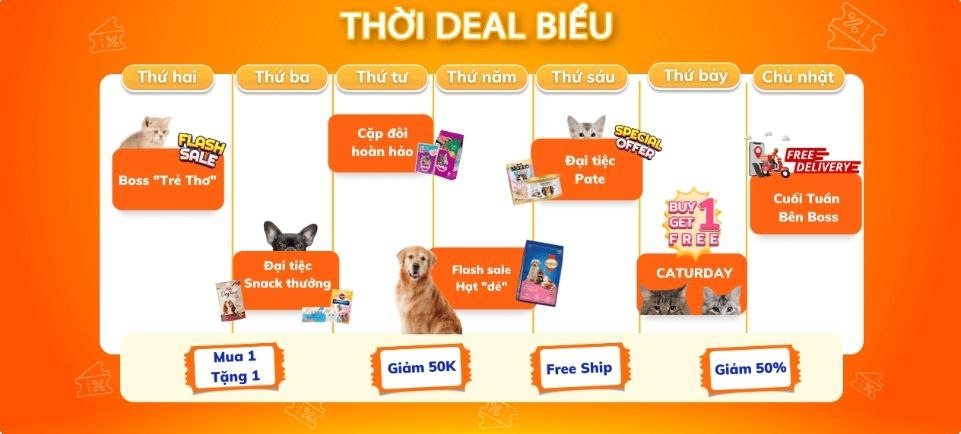 THỜI DEAL BIỂU
Thứ hai
Thứ ba
Thứ tư
Thứ năm
Thứ sáu
Thứ bảy
Chủ nhật
FLASH
SALE
Boss "Trẻ Thơ"
Đại tiệc
Snack thưởng
Cặp đôi
hoàn hảo
Flash sale
Hạt "dẻ"
SPECIAL
OFFER
Đại tiệc
Pate
BUY 1
GET
FREE
CATURDAY
FREE
DELIVERY
Cuối Tuần
Bên Boss
Mua 1
Tặng 1
Giảm 50K
Free Ship
Giảm 50%